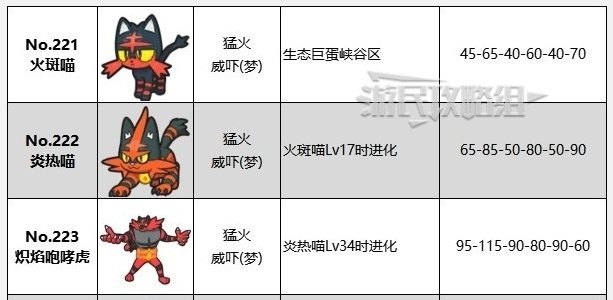 No.221
火斑喵
猛火
威吓(梦)
生态巨蛋峡谷区
45-65-40-60-40-70
游民攻略组
No.222
炎热喵
猛火
威吓(梦)
火斑喵Lv17时进化
65-85-50-80-50-90
No.223
炽焰咆哮虎
猛火
威吓(梦)
炎热喵Lv34时进化
95-115-90-80-90-60